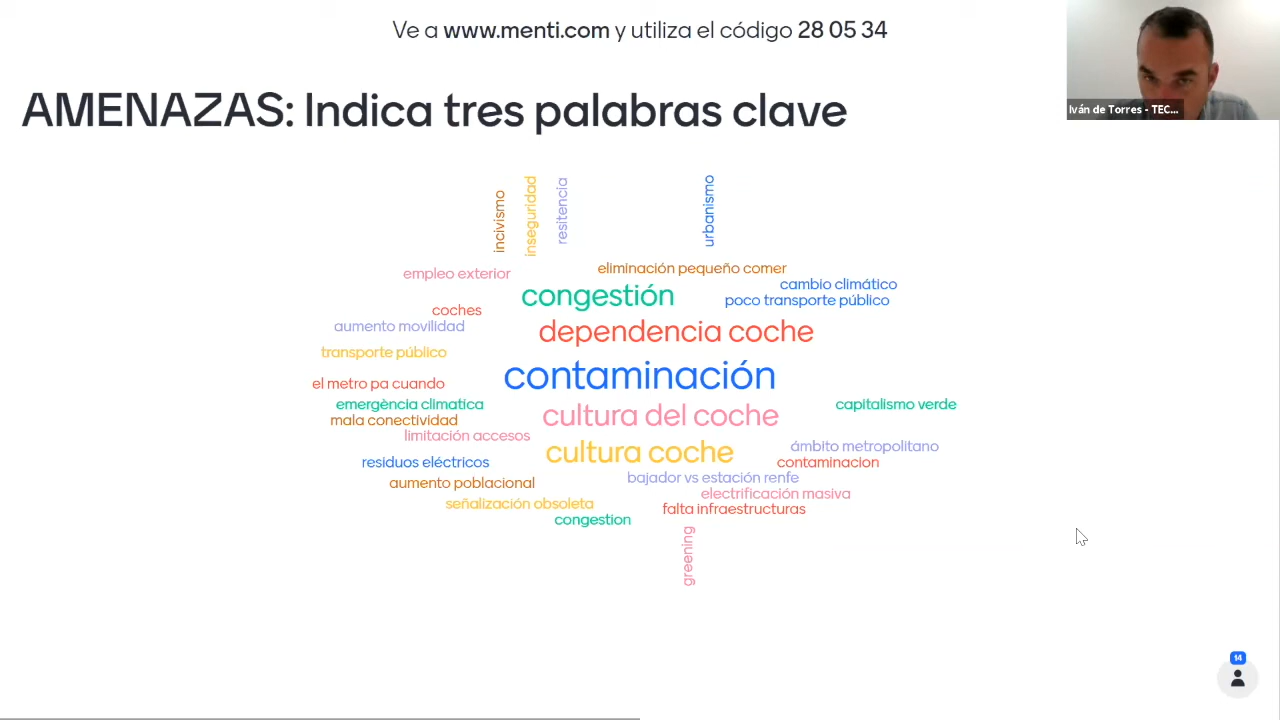 Ve a www.menti.com y utiliza el código 28 05 34
AMENAZAS: Indica tres palabras clave
Iván de Torres - TEC...
incivismo
inseguridad
resitencia
urbanismo
empleo exterior
eliminación pequeño comer
cambio climático
congestión
poco transporte público
coches
aumento movilidad
dependencia coche
transporte público
contaminación
el metro pa cuando
emergència climatica
cultura del coche
capitalismo verde
mala conectividad
limitación accesos
cultura coche
ámbito metropolitano
residuos eléctricos
contaminacion
bajador vs estación renfe
aumento poblacional
electrificación masiva
señalización obsoleta
falta infraestructuras
congestion
greening
14